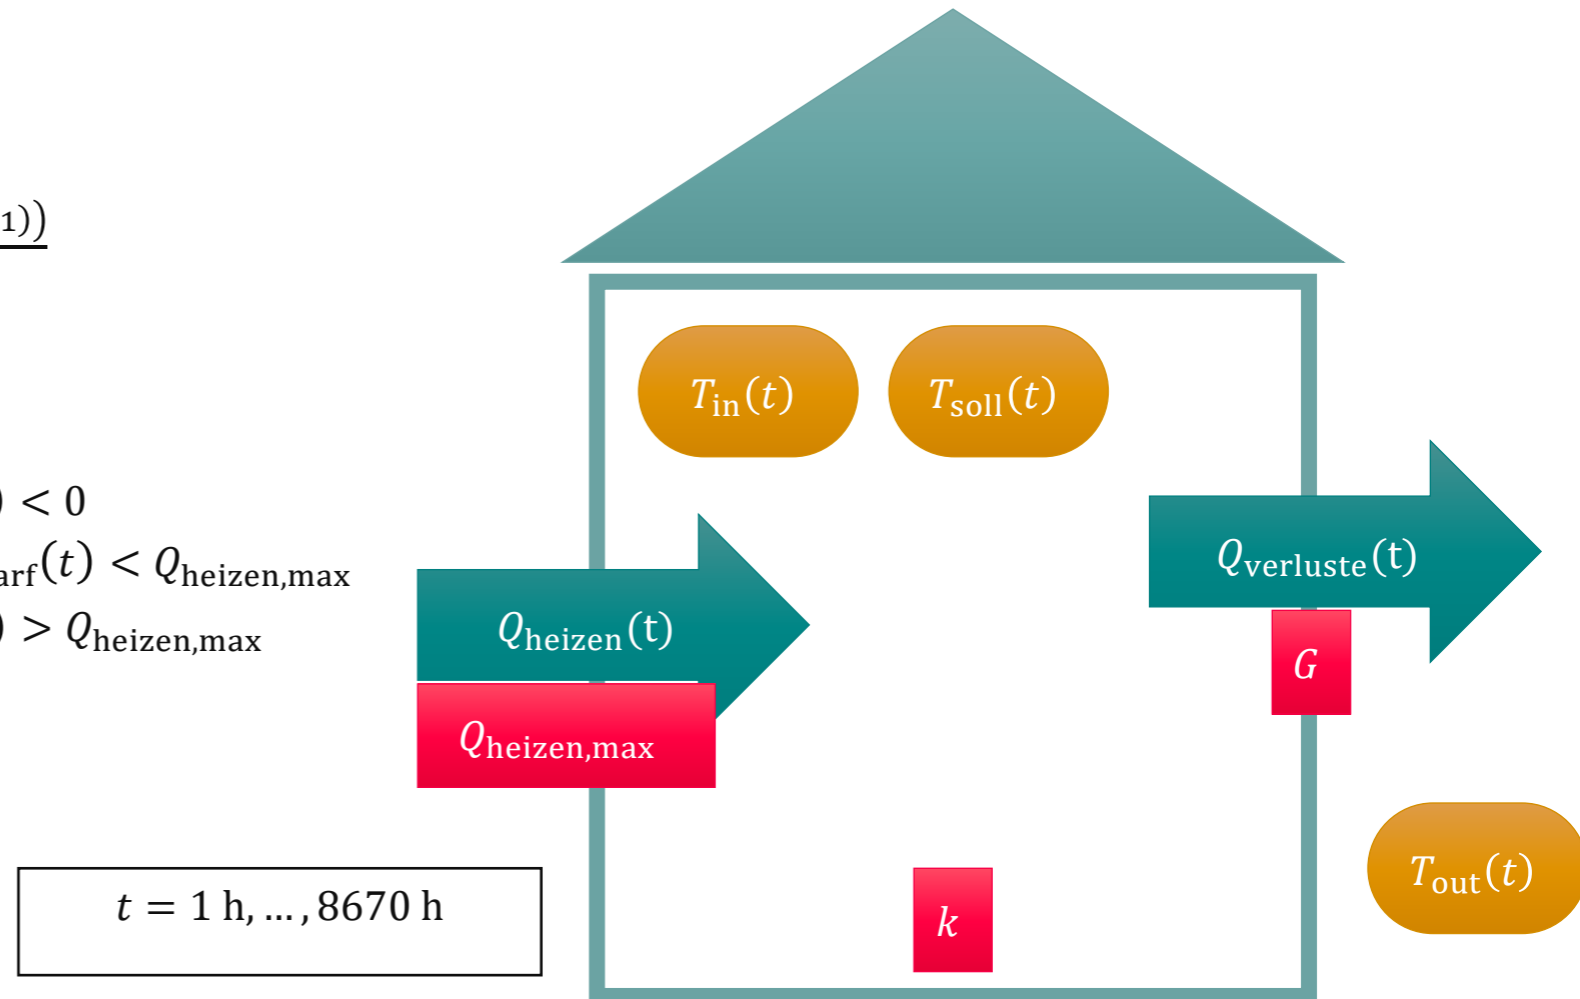 1))
T_in(t)
T_soll(t)
) < 0
arf(t) < Q_heizen,max
) > Q_heizen,max
Q_verluste(t)
Q_heizen(t)
G
Q_heizen,max
T_out(t)
t = 1 h, … , 8670 h
k